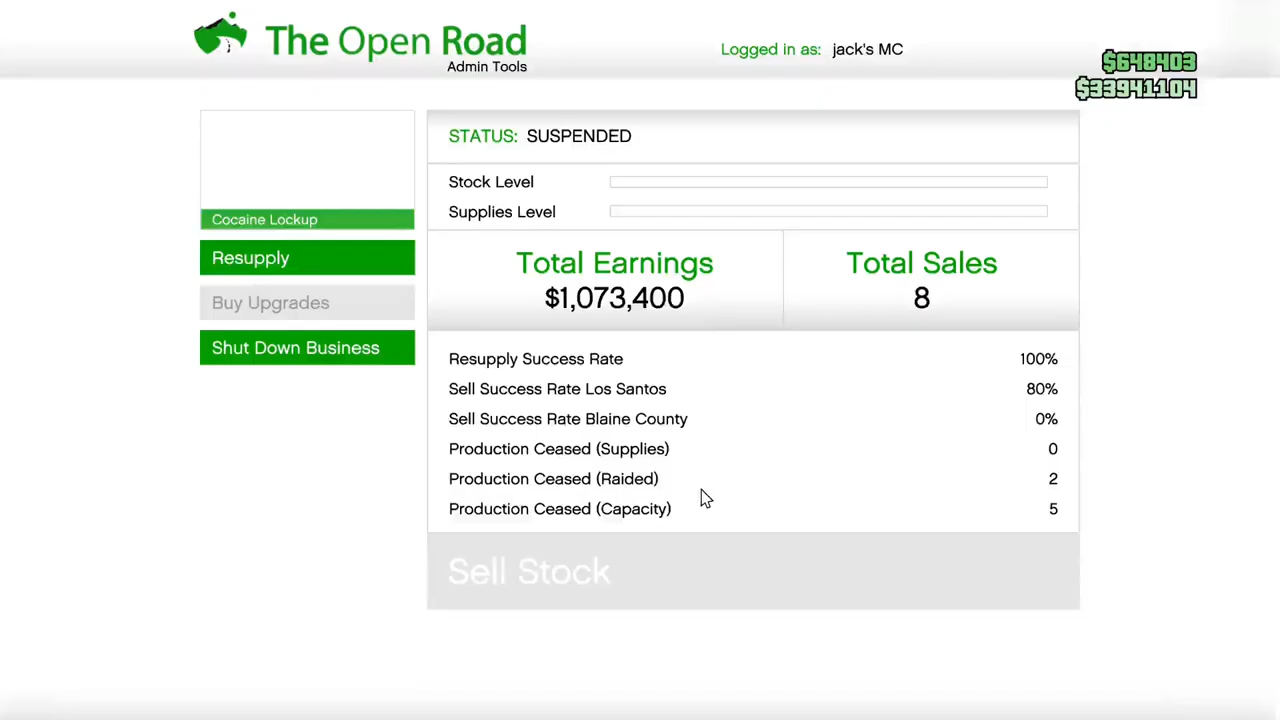 The Open Road
Admin Tools
Logged in as: jack's MC
$648403
$33941104
Cocaine Lockup
Resupply
Buy Upgrades
Shut Down Business
STATUS: SUSPENDED
Stock Level
Supplies Level
Total Earnings
$1,073,400
Total Sales
8
Resupply Success Rate 100%
Sell Success Rate Los Santos 80%
Sell Success Rate Blaine County 0%
Production Ceased (Supplies) 0
Production Ceased (Raided) 2
Production Ceased (Capacity) 5
Sell Stock